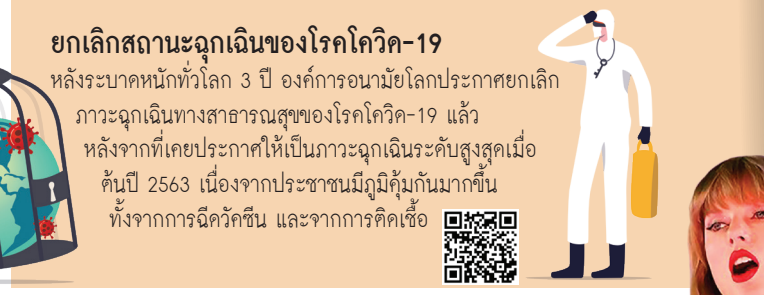 ยกเลิกสถานะฉุกเฉินของโรคโควิด-19
หลังระบาดหนักทั่วโลก 3 ปี องค์การอนามัยโลกประกาศยกเลิก
ภาวะฉุกเฉินทางสาธารณสุขของโรคโควิด-19 แล้ว
หลังจากที่เคยประกาศให้เป็นภาวะฉุกเฉินระดับสูงสุดเมื่อ
ต้นปี 2563 เนื่องจากประชาชนมีภูมิคุ้มกันมากขึ้น
ทั้งจากการฉีดวัคซีน และจากการติดเชื้อ